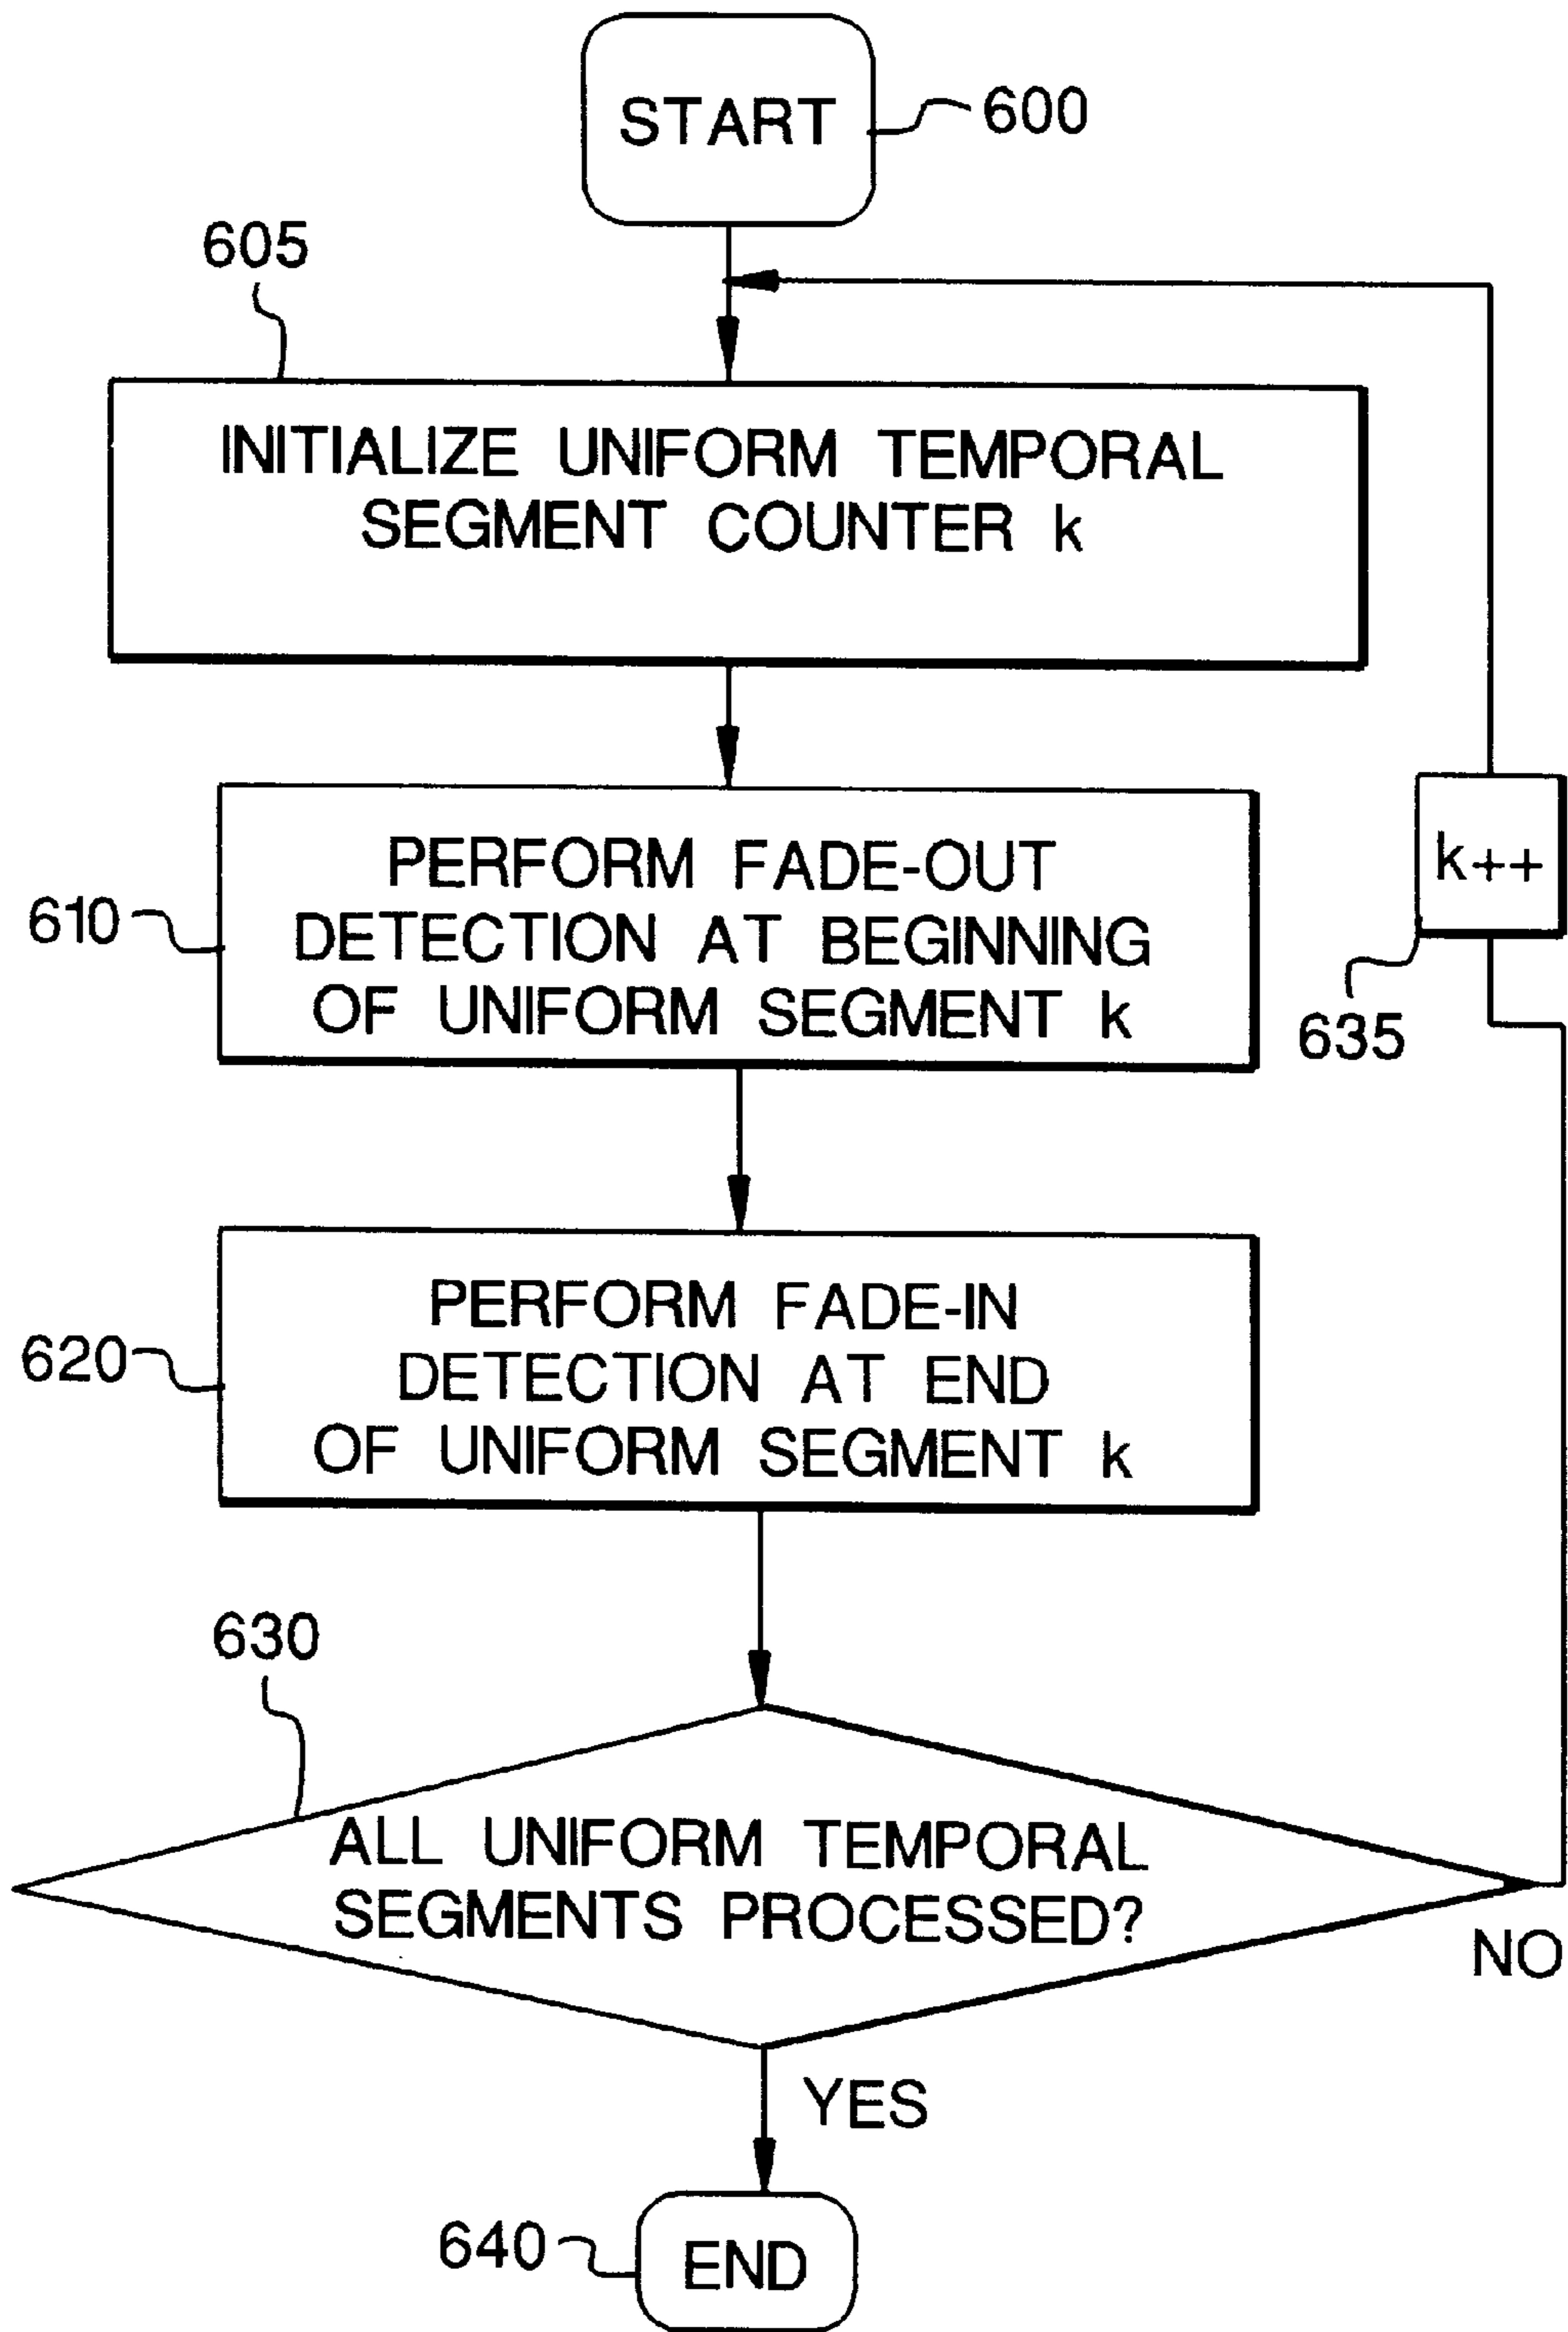 START
600
605
INITIALIZE UNIFORM TEMPORAL
SEGMENT COUNTER k
PERFORM FADE-OUT
DETECTION AT BEGINNING
OF UNIFORM SEGMENT k
610
k++
635
PERFORM FADE-IN
DETECTION AT END
OF UNIFORM SEGMENT k
620
630
ALL UNIFORM TEMPORAL
SEGMENTS PROCESSED?
NO
YES
640
END